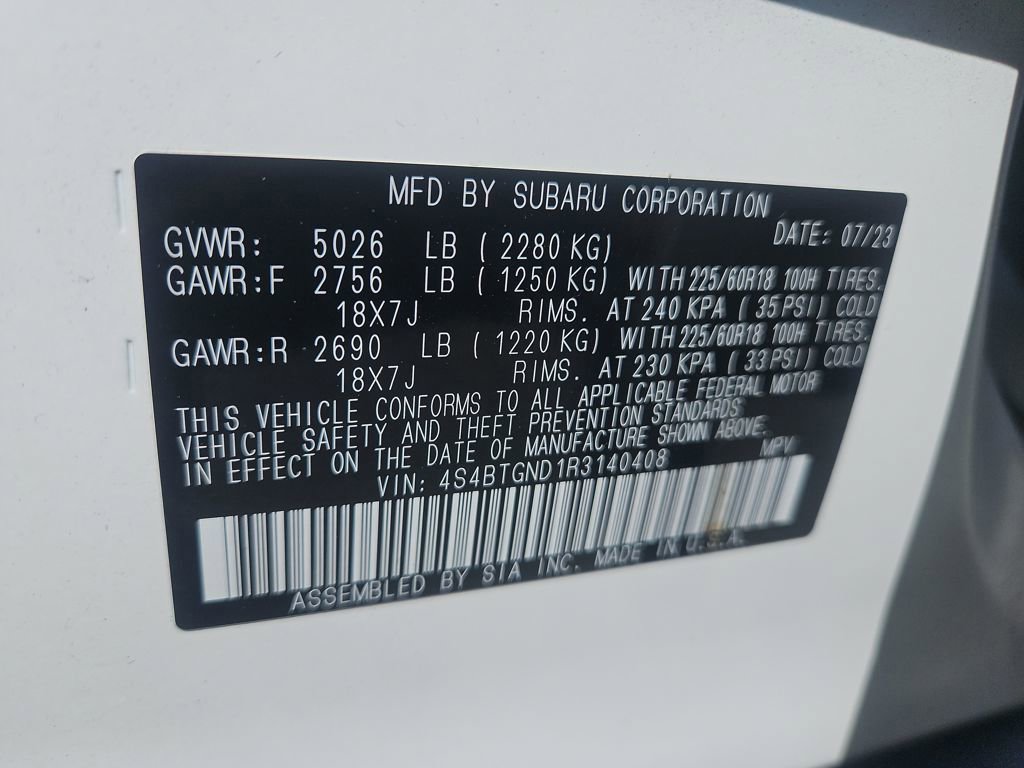 MFD BY SUBARU CORPORATION
DATE: 07/23
GVWR: 5026 LB ( 2280 KG)
GAWR:F 2756 LB ( 1250 KG) WITH 225/60R18 100H TIRES.
18X7J RIMS. AT 240 KPA ( 35 PSI) COLD
GAWR:R 2690 LB ( 1220 KG) WITH 225/60R18 100H TIRES.
18X7J RIMS. AT 230 KPA ( 33 PSI) COLD
THIS VEHICLE CONFORMS TO ALL APPLICABLE FEDERAL MOTOR
VEHICLE SAFETY AND THEFT PREVENTION STANDARDS
IN EFFECT ON THE DATE OF MANUFACTURE SHOWN ABOVE.
VIN: 4S4BTGND1R3140408 MPV
ASSEMBLED BY SIA INC. MADE IN U.S.A.